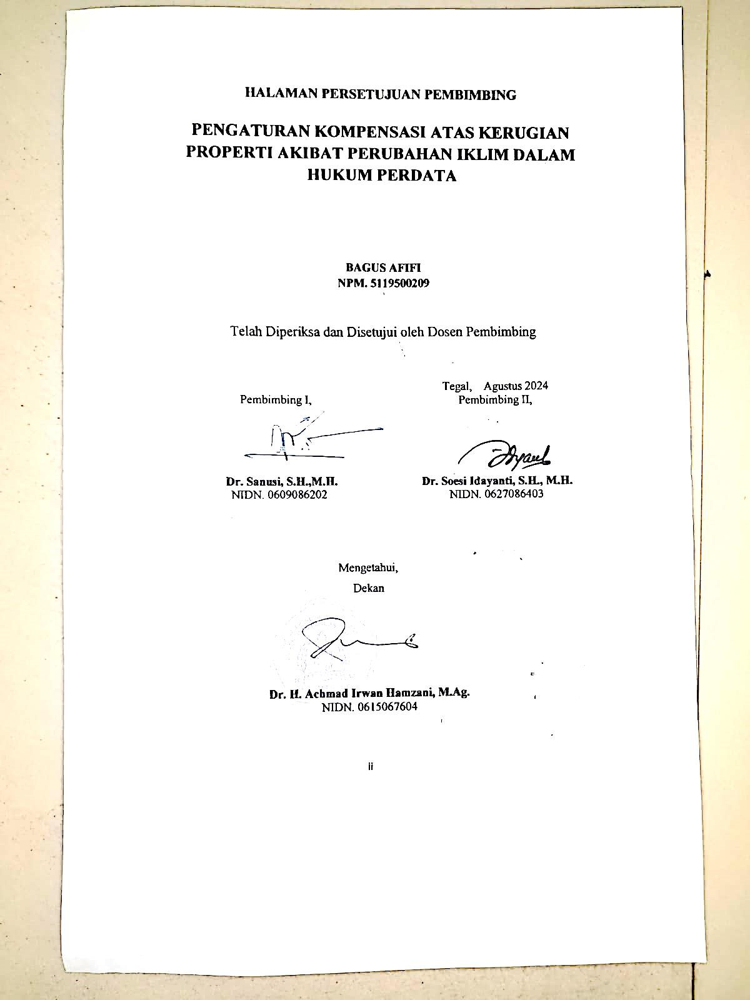 HALAMAN PERSETUJUAN PEMBIMBING
PENGATURAN KOMPENSASI ATAS KERUGIAN
PROPERTI AKIBAT PERUBAHAN IKLIM DALAM
HUKUM PERDATA
BAGUS AFIFI
NPM. 5119500209
Telah Diperiksa dan Disetujui oleh Dosen Pembimbing
Tegal, Agustus 2024
Pembimbing I,
Pembimbing II,
Dr. Sanusi, S.H.,M.H.
NIDN. 0609086202
Dr. Soesi Idayanti, S.H., M.H.
NIDN. 0627086403
Mengetahui,
Dekan
Dr. H. Achmad Irwan Hamzani, M.Ag.
NIDN. 0615067604
ii